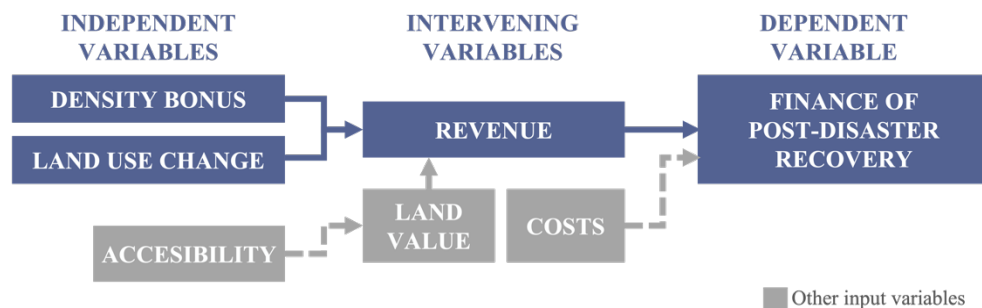 INDEPENDENT
VARIABLES
INTERVENING
VARIABLES
DEPENDENT
VARIABLE
DENSITY BONUS
LAND USE CHANGE
REVENUE
FINANCE OF
POST-DISASTER
RECOVERY
ACCESIBILITY
LAND
VALUE
COSTS
Other input variables